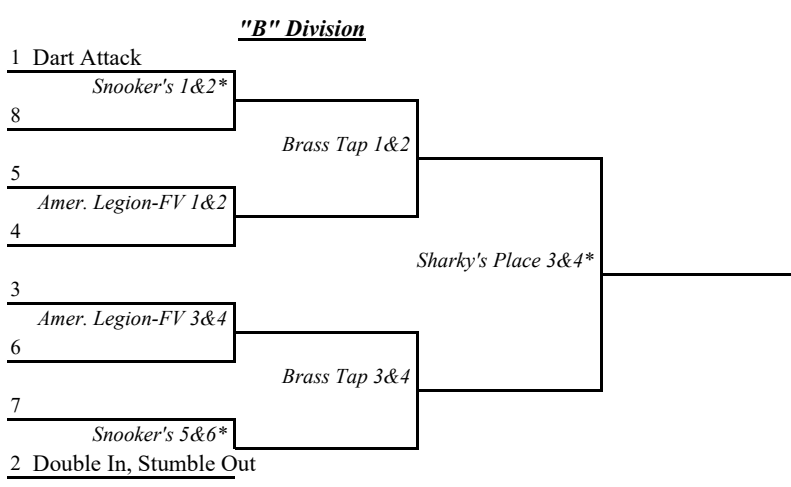 "B" Division
1 Dart Attack
Snooker's 1&2*
8
Brass Tap 1&2
5
Amer. Legion-FV 1&2
4
Sharky's Place 3&4*
3
Amer. Legion-FV 3&4
6
Brass Tap 3&4
7
Snooker's 5&6*
2 Double In, Stumble Out